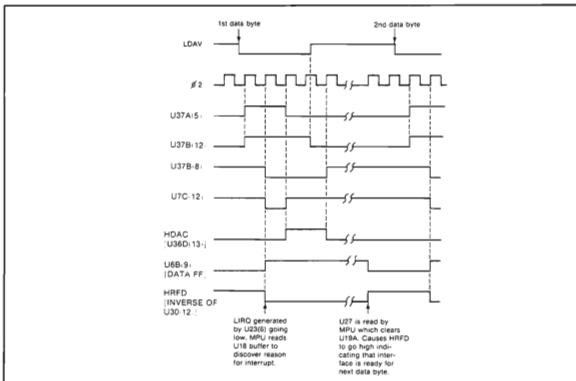 1st data byte
2nd data byte
LDAV
ø2
U37A(5)
U37B(12)
U37B(8)
U7C(12)
HDAC
[U36D(13)]
U6B(9)
[DATA FF]
HRFD
[INVERSE OF
U30(12)]
LIRQ generated
by U23(6) going
low. MPU reads
U18 buffer to
discover reason
for interrupt.
U27 is read by
MPU which clears
U19A. Causes HRFD
to go high indi-
cating that inter-
face is ready for
next data byte.